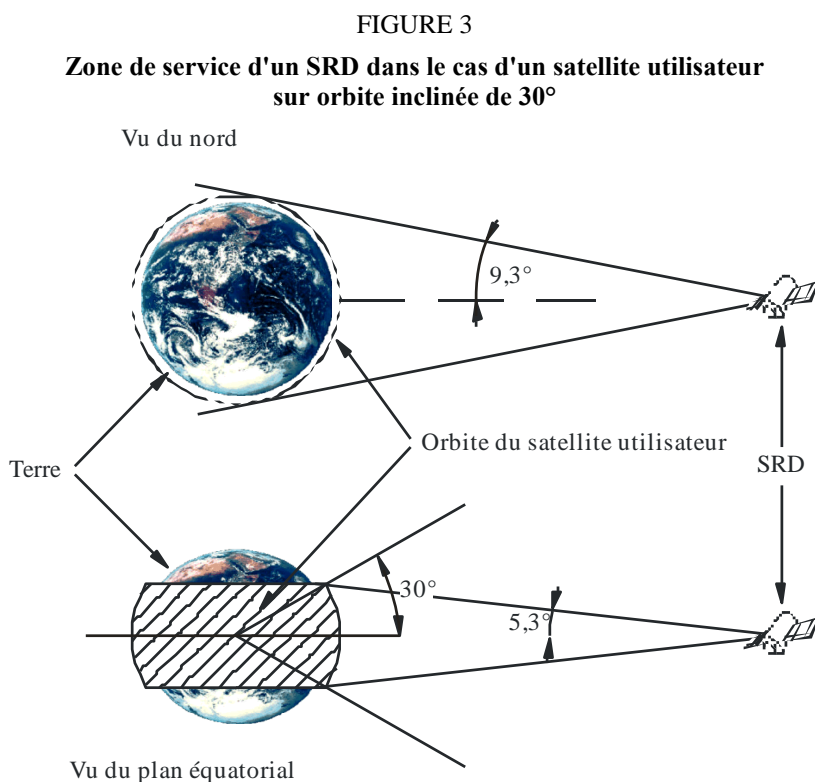 FIGURE 3
Zone de service d'un SRD dans le cas d'un satellite utilisateur
sur orbite inclinée de 30°
Vu du nord
9,3°
Orbite du satellite utilisateur
Terre
SRD
30°
5,3°
Vu du plan équatorial